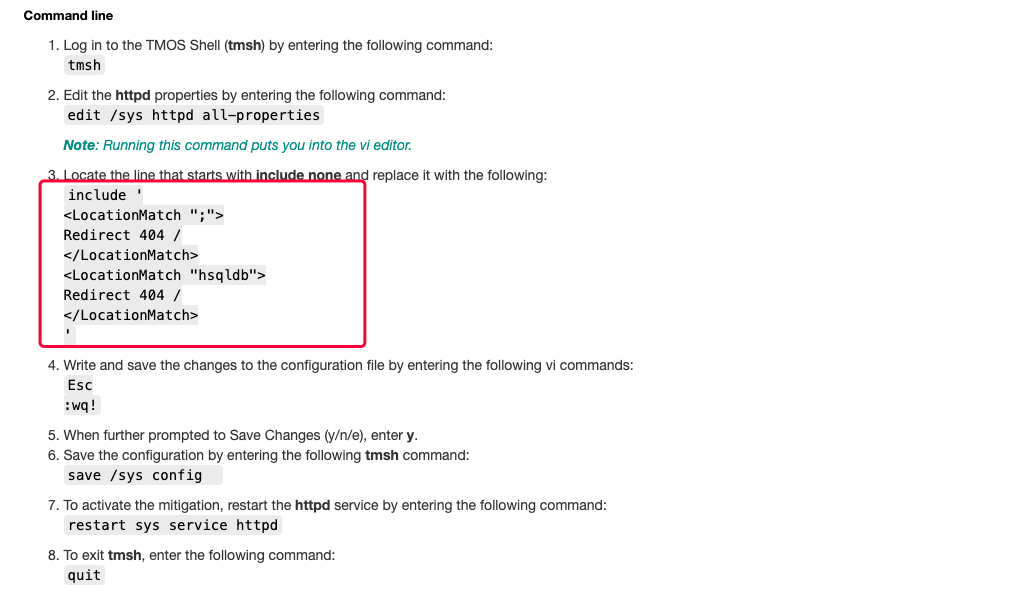 Command line
1. Log in to the TMOS Shell (tmsh) by entering the following command:
tmsh
2. Edit the httpd properties by entering the following command:
edit /sys httpd all-properties
Note: Running this command puts you into the vi editor.
3. Locate the line that starts with include none and replace it with the following:
include '
<LocationMatch ";">
Redirect 404 /
</LocationMatch>
<LocationMatch "hsqldb">
Redirect 404 /
</LocationMatch>
'
4. Write and save the changes to the configuration file by entering the following vi commands:
Esc
:wq!
5. When further prompted to Save Changes (y/n/e), enter y.
6. Save the configuration by entering the following tmsh command:
save /sys config
7. To activate the mitigation, restart the httpd service by entering the following command:
restart sys service httpd
8. To exit tmsh, enter the following command:
quit